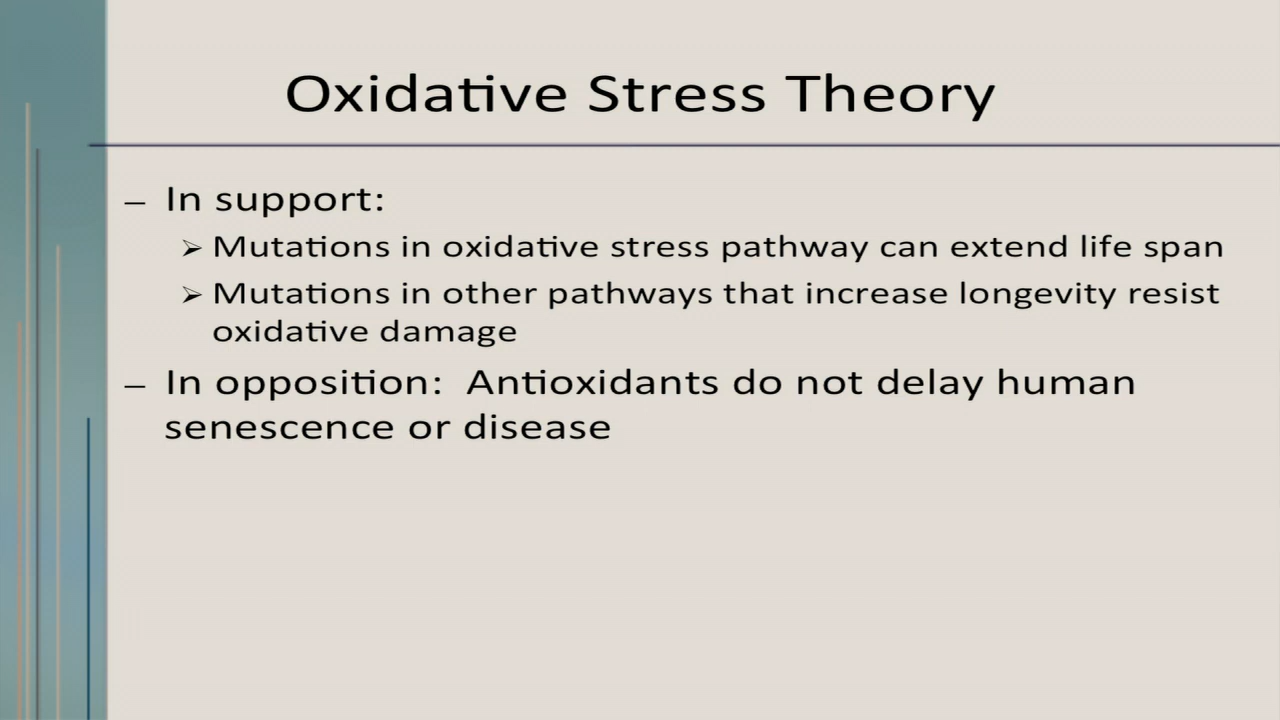 Oxidative Stress Theory
– In support:
➢ Mutations in oxidative stress pathway can extend life span
➢ Mutations in other pathways that increase longevity resist
oxidative damage
– In opposition:  Antioxidants do not delay human
senescence or disease